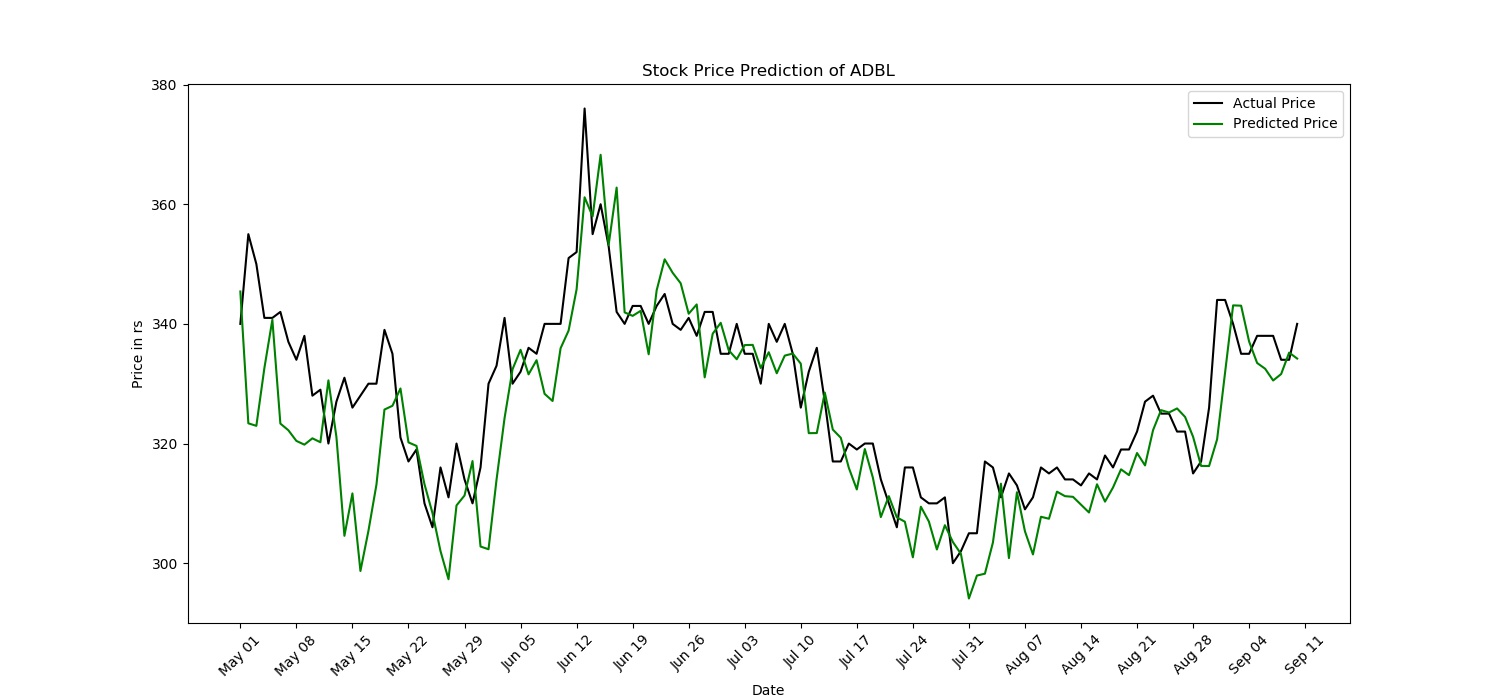 Stock Price Prediction of ADBL
Actual Price
Predicted Price
Price in rs
380
360
340
320
300
May 01
May 08
May 15
May 22
May 29
Jun 05
Jun 12
Jun 19
Jun 26
Jul 03
Jul 10
Jul 17
Jul 24
Jul 31
Aug 07
Aug 14
Aug 21
Aug 28
Sep 04
Sep 11
Date